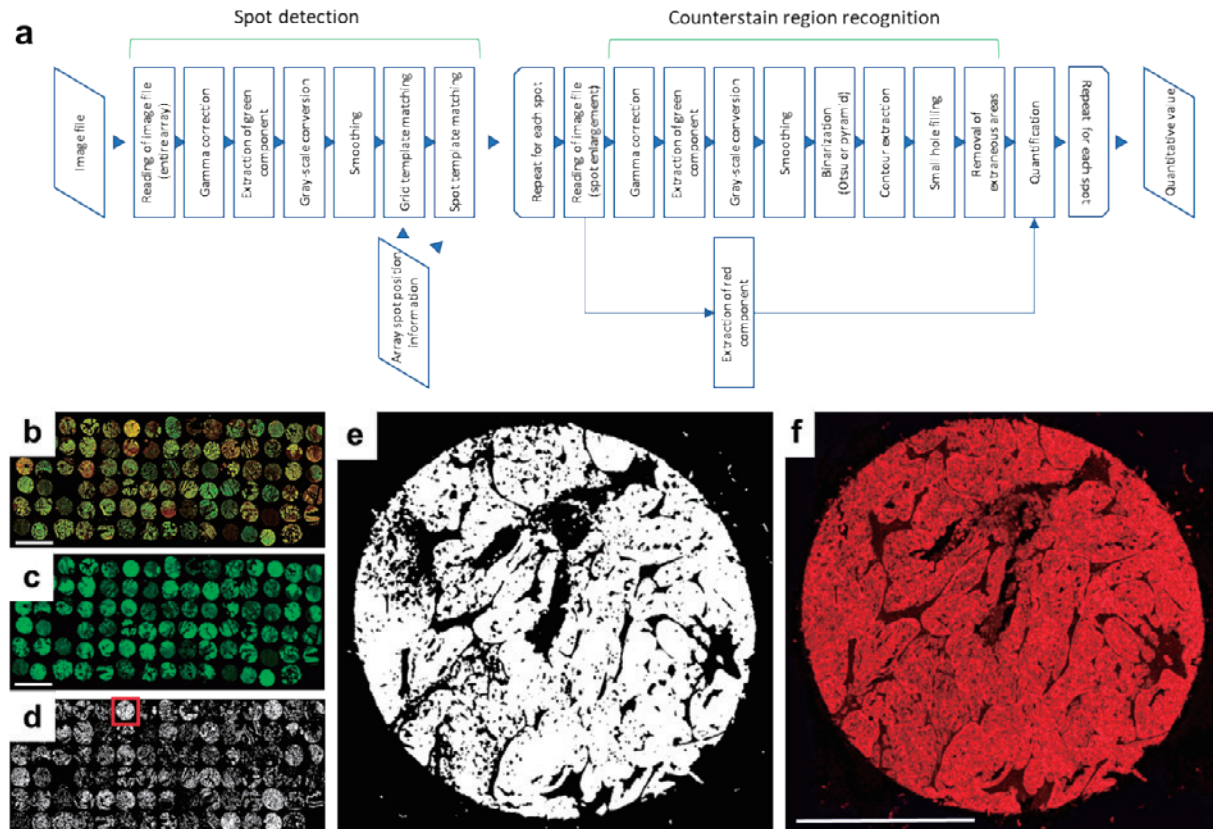 a
Spot detection
Counterstain region recognition
Image file
Reading of image file
(entire array)
Gamma correction
Extraction of green
component
Gray-scale conversion
Smoothing
Grid template matching
Spot template matching
Repeat for each spot
Reading of image file
(spot enlargement)
Gamma correction
Extraction of green
component
Gray-scale conversion
Smoothing
Binarization
(Otsu or pyramid)
Contour extraction
Small hole filling
Removal of
extraneous areas
Quantification
Repeat for
each spot
Quantitative value
Array spot position
information
Extraction of red
component
b
c
d
e
f